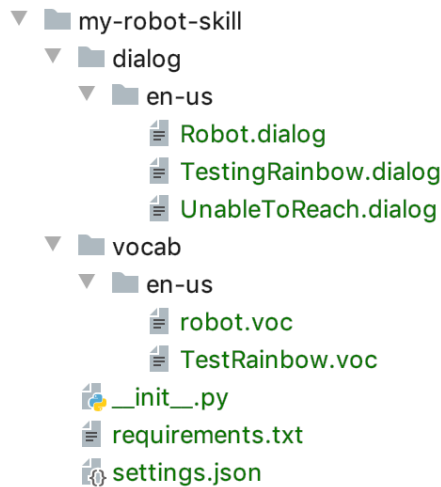 my-robot-skill
dialog
en-us
Robot.dialog
TestingRainbow.dialog
UnableToReach.dialog
vocab
en-us
robot.voc
TestRainbow.voc
__init__.py
requirements.txt
settings.json